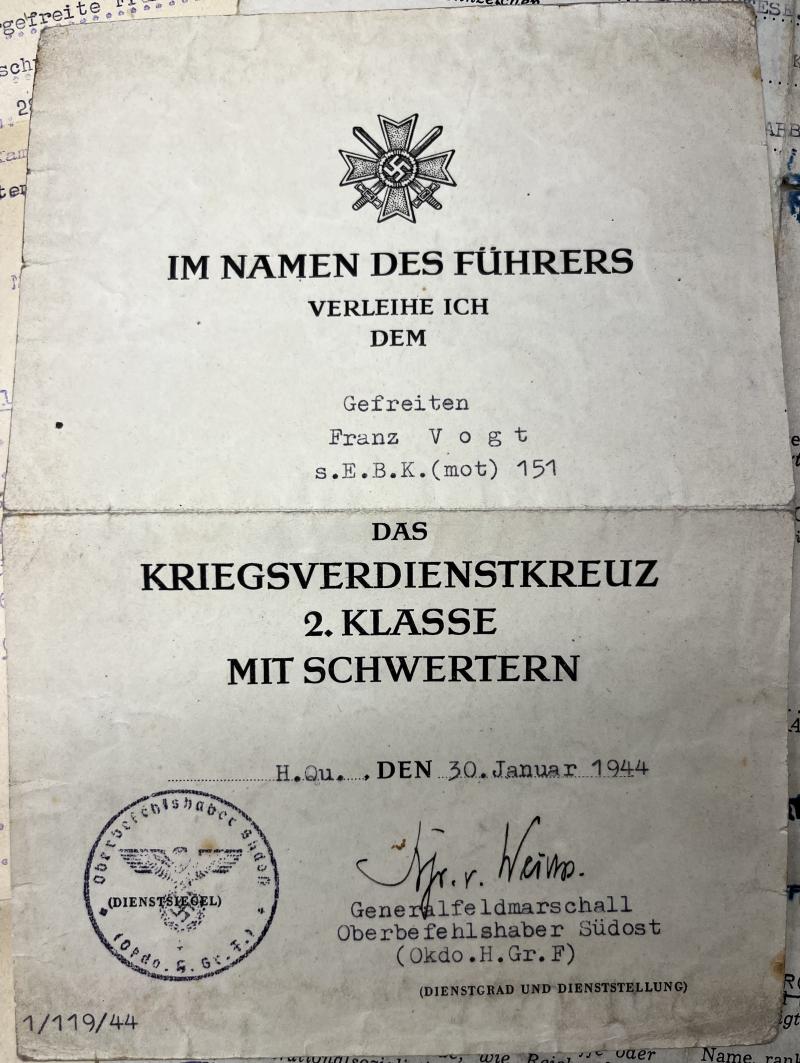 IM NAMEN DES FÜHRERS
VERLEIHE ICH
DEM
Gefreiten
Franz Vogt
s.E.B.K.(mot) 151
DAS
KRIEGSVERDIENSTKREUZ
2. KLASSE
MIT SCHWERTERN
H.Qu. , DEN 30.Januar 1944
Oberbefehlshaber Südost
(DIENSTSIEGEL)
(Okdo. H. Gr. F.)
Frhr. v. Weichs.
Generalfeldmarschall
Oberbefehlshaber Südost
(Okdo.H.Gr.F)
(DIENSTGRAD UND DIENSTSTELLUNG)
1/119/44